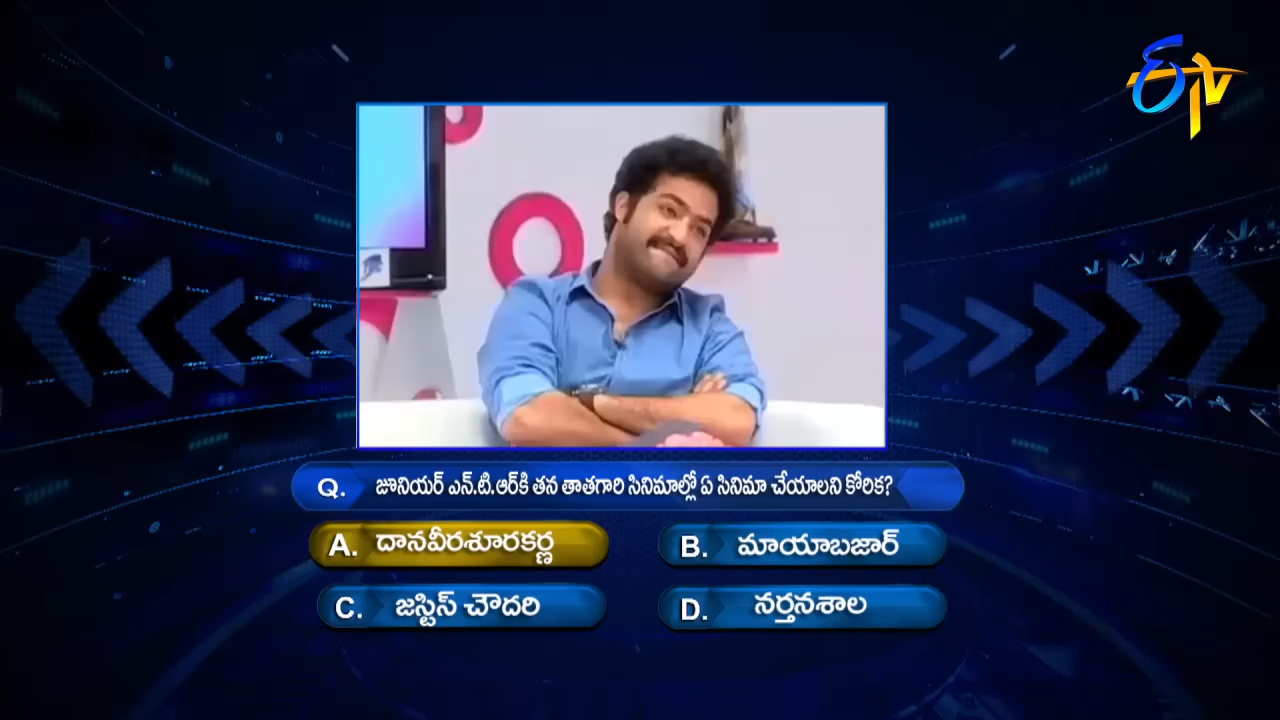 ETV
Q. జూనియర్ ఎన్.టి.ఆర్‌కి తన తాతగారి సినిమాల్లో ఏ సినిమా చేయాలని కోరిక?
A. దానవీరశూరకర్ణ
B. మాయాబజార్
C. జస్టిస్ చౌదరి
D. నర్తనశాల